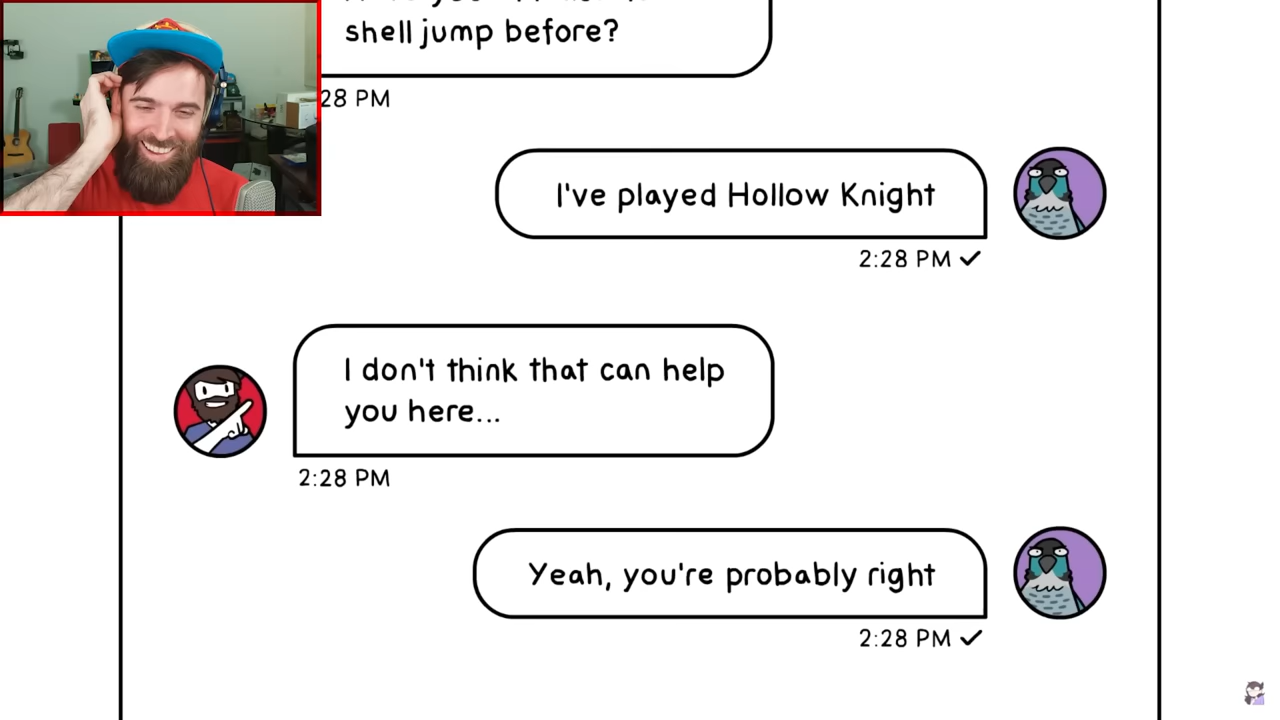 shell jump before?
28 PM
I've played Hollow Knight
2:28 PM
I don't think that can help
you here...
2:28 PM
Yeah, you're probably right
2:28 PM